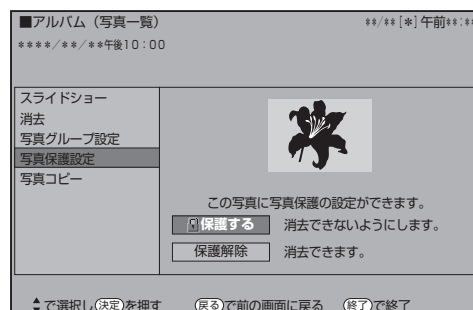 ■アルバム（写真一覧） **/**[*]午前**:**
****/**/**午後10:00
スライドショー
消去
写真グループ設定
写真保護設定
写真コピー
この写真に写真保護の設定ができます。
保護する 消去できないようにします。
保護解除 消去できます。
で選択し決定を押す 戻るで前の画面に戻る 終了で終了